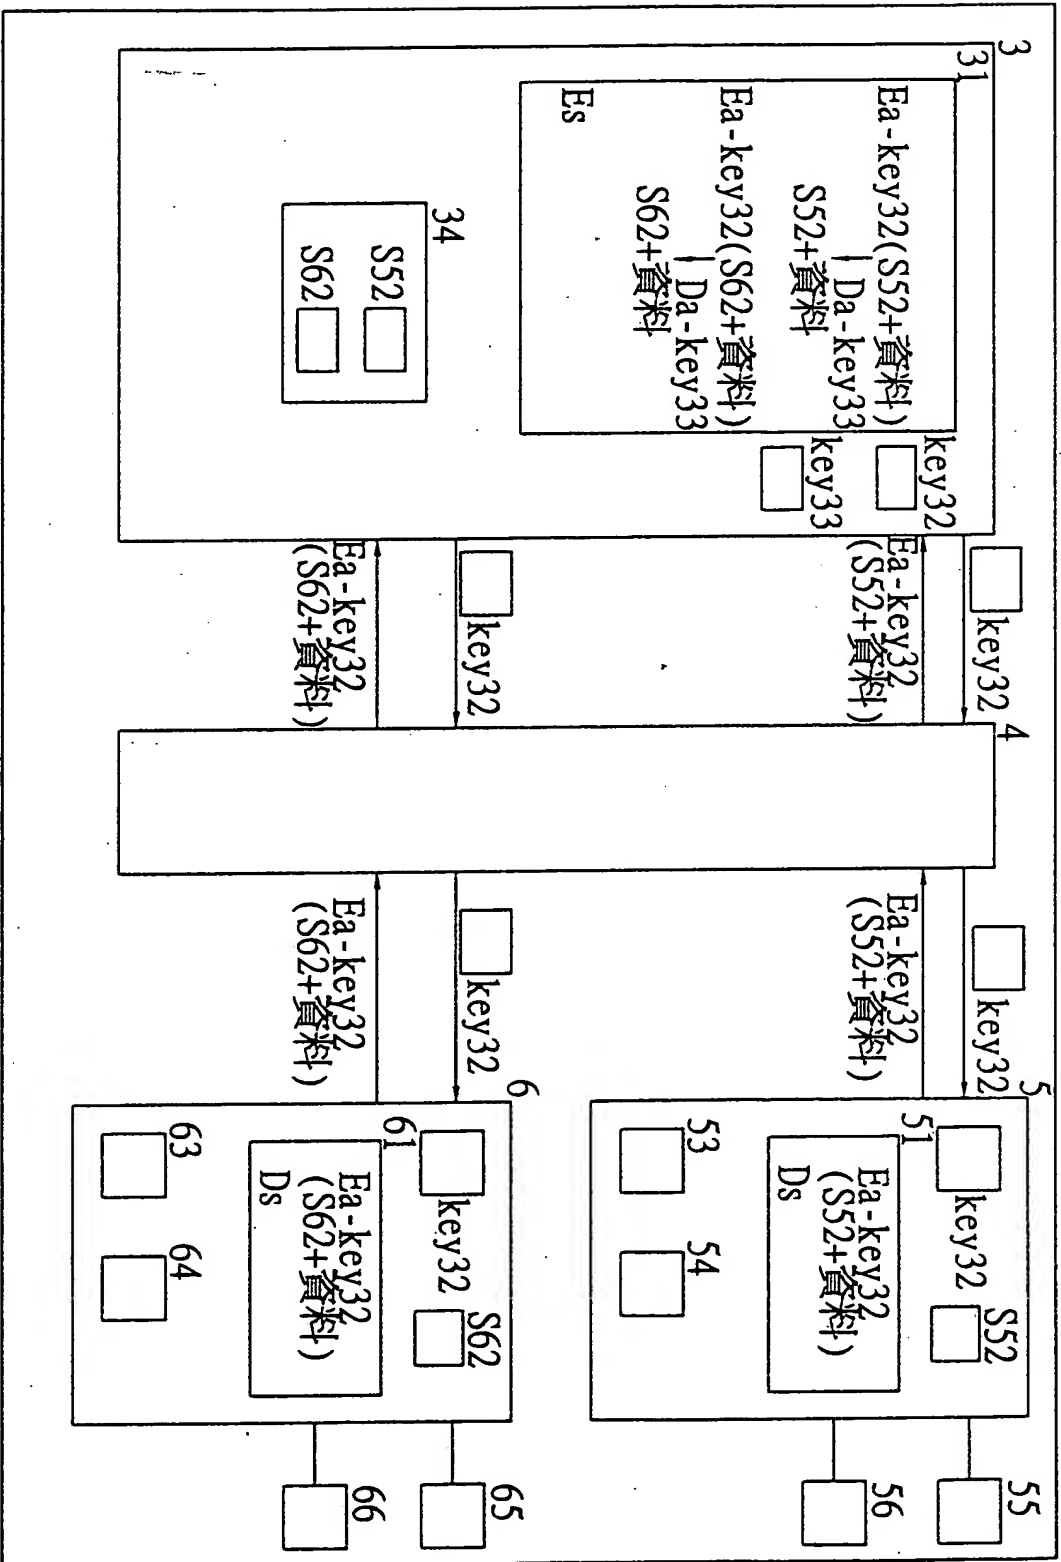 3
31
Ea-key32(S52+資料)
Da-key33
S52+資料
Ea-key32(S62+資料)
Da-key33
S62+資料
Es
key32
key33
34
S52
S62
key32
Ea-key32
(S52+資料)
key32
Ea-key32
(S62+資料)
4
key32
Ea-key32
(S52+資料)
key32
Ea-key32
(S62+資料)
5
key32
S52
51
Ea-key32
(S52+資料)
Ds
53
54
55
56
6
key32
S62
61
Ea-key32
(S62+資料)
Ds
63
64
65
66